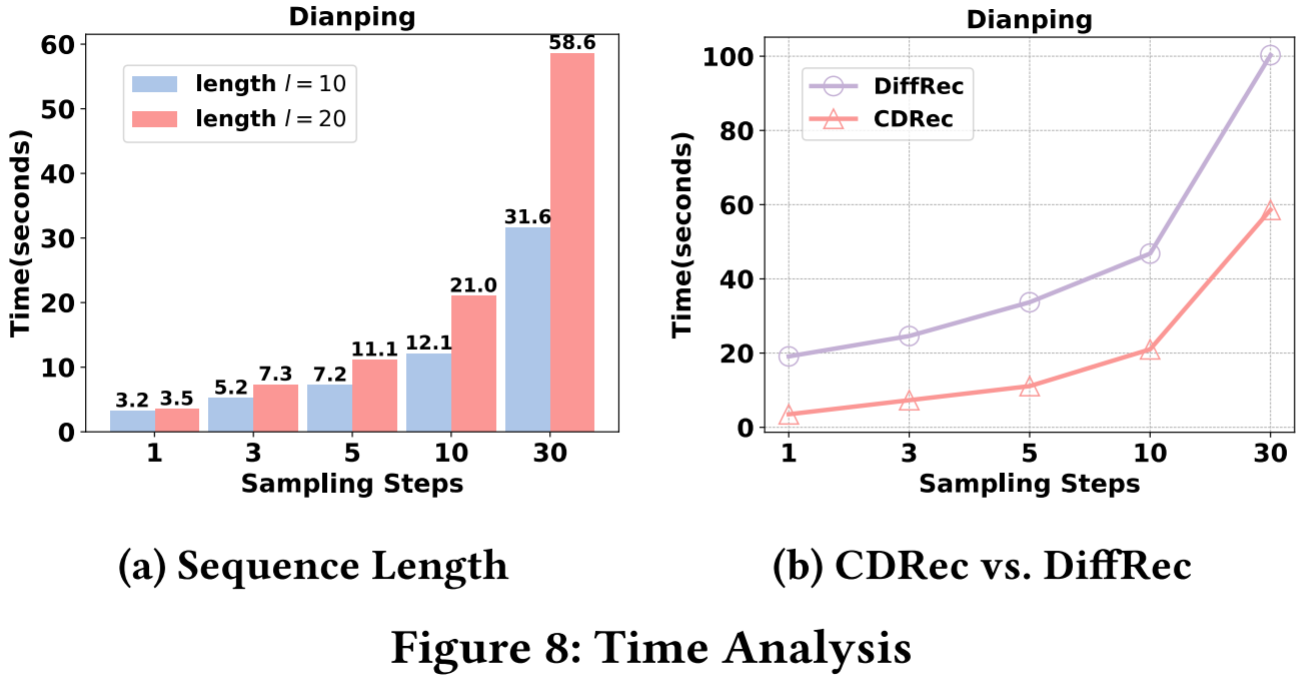 Dianping
Time(seconds)
60
50
40
30
20
10
0
length l = 10
length l = 20
3.2
3.5
5.2
7.3
7.2
11.1
12.1
21.0
31.6
58.6
1 3 5 10 30
Sampling Steps
(a) Sequence Length
Dianping
Time(seconds)
100
80
60
40
20
0
DiffRec
CDRec
1 3 5 10 30
Sampling Steps
(b) CDRec vs. DiffRec
Figure 8: Time Analysis